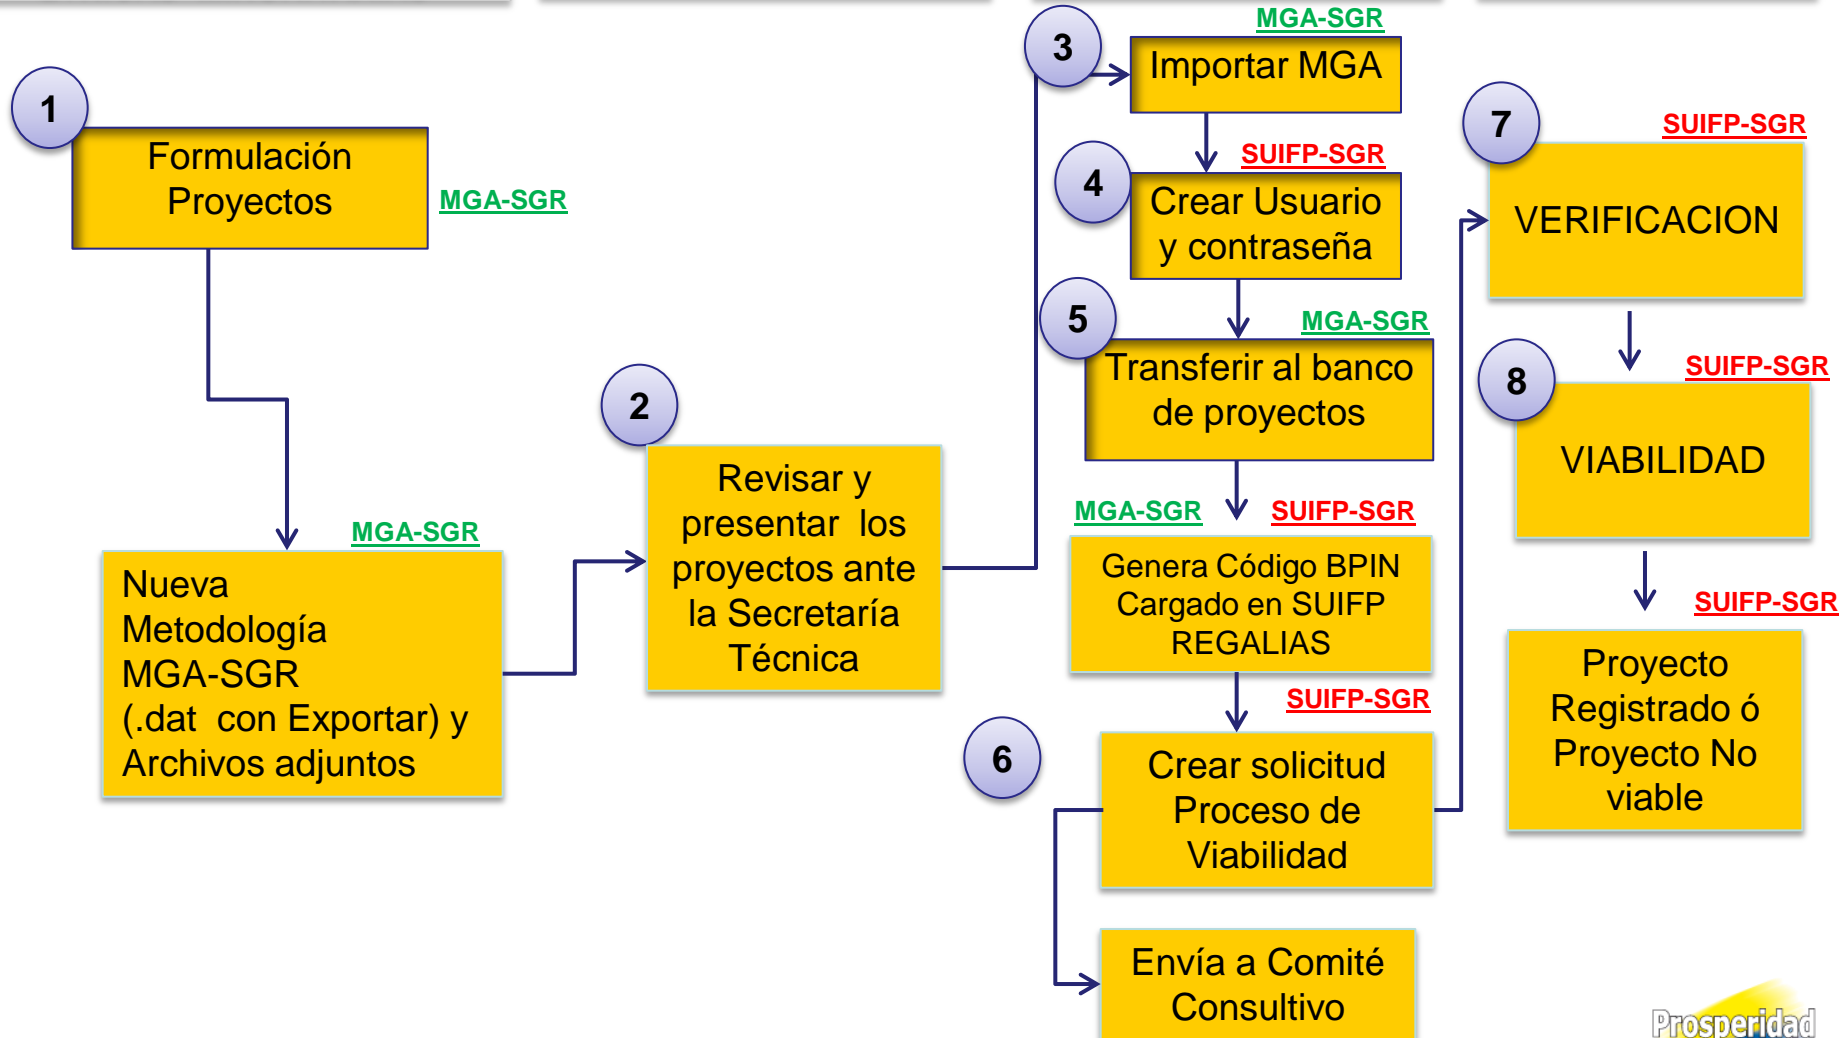 1
Formulación
Proyectos
MGA-SGR
MGA-SGR
Nueva
Metodología
MGA-SGR
(.dat con Exportar) y
Archivos adjuntos
2
Revisar y
presentar los
proyectos ante
la Secretaría
Técnica
3
MGA-SGR
Importar MGA
4
SUIFP-SGR
Crear Usuario
y contraseña
5
MGA-SGR
Transferir al banco
de proyectos
MGA-SGR
SUIFP-SGR
Genera Código BPIN
Cargado en SUIFP
REGALIAS
SUIFP-SGR
6
Crear solicitud
Proceso de
Viabilidad
Envía a Comité
Consultivo
7
SUIFP-SGR
VERIFICACION
8
SUIFP-SGR
VIABILIDAD
SUIFP-SGR
Proyecto
Registrado ó
Proyecto No
viable
Prosperidad